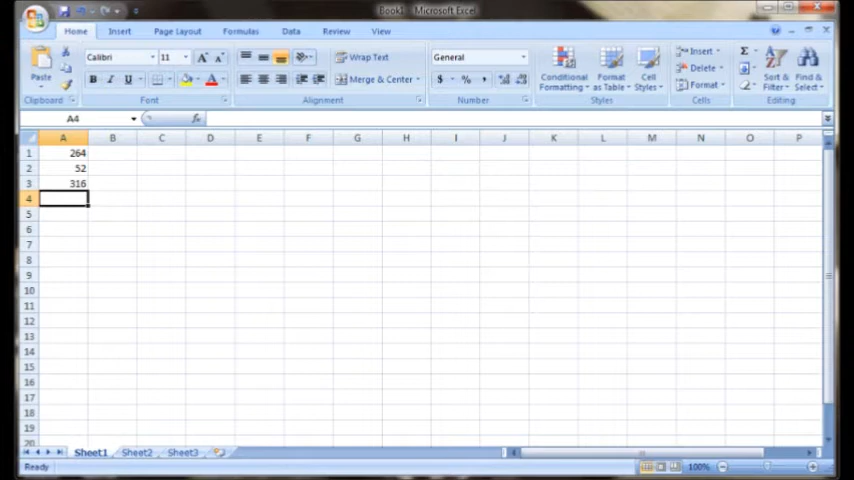 Book1 - Microsoft Excel
Home Insert Page Layout Formulas Data Review View
Paste
Clipboard
Calibri 11 A A
B I U A
Font
Wrap Text
Merge & Center
Alignment
General
$ % ,
Number
Conditional Formatting
Format as Table
Cell Styles
Styles
Insert
Delete
Format
Cells
Σ
Sort & Filter
Find & Select
Editing
A4 fx
A B C D E F G H I J K L M N O P
1 264
2 52
3 316
4
5
6
7
8
9
10
11
12
13
14
15
16
17
18
19
20
Sheet1 Sheet2 Sheet3
Ready 100%